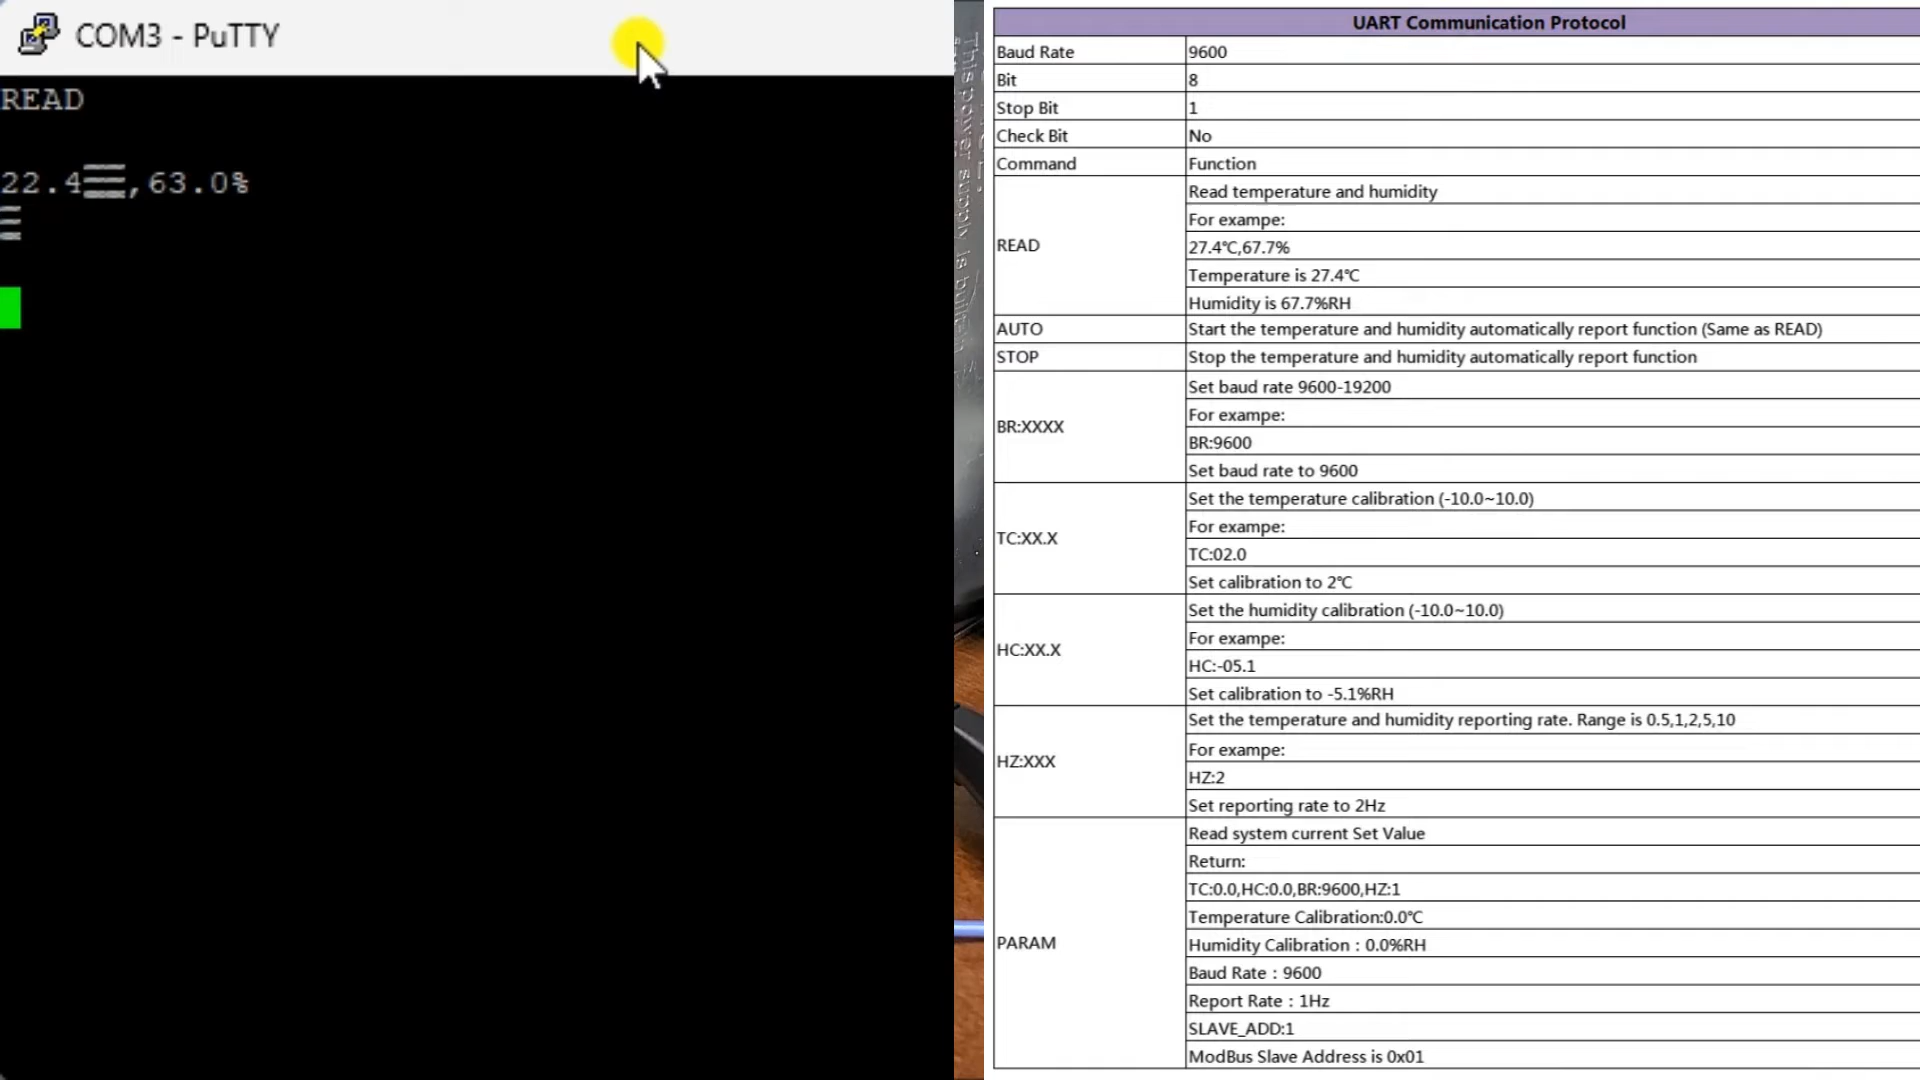 COM3 - PuTTY
READ
22.4☰☰,63.0%
This power supply is built-in
UART Communication Protocol
Baud Rate 9600
Bit 8
Stop Bit 1
Check Bit No
Command Function
READ
Read temperature and humidity
For exampe:
27.4℃,67.7%
Temperature is 27.4℃
Humidity is 67.7%RH
AUTO Start the temperature and humidity automatically report function (Same as READ)
STOP Stop the temperature and humidity automatically report function
BR:XXXX
Set baud rate 9600-19200
For exampe:
BR:9600
Set baud rate to 9600
TC:XX.X
Set the temperature calibration (-10.0~10.0)
For exampe:
TC:02.0
Set calibration to 2℃
HC:XX.X
Set the humidity calibration (-10.0~10.0)
For exampe:
HC:-05.1
Set calibration to -5.1%RH
HZ:XXX
Set the temperature and humidity reporting rate. Range is 0.5,1,2,5,10
For exampe:
HZ:2
Set reporting rate to 2Hz
PARAM
Read system current Set Value
Return:
TC:0.0,HC:0.0,BR:9600,HZ:1
Temperature Calibration:0.0℃
Humidity Calibration : 0.0%RH
Baud Rate : 9600
Report Rate : 1Hz
SLAVE_ADD:1
ModBus Slave Address is 0x01